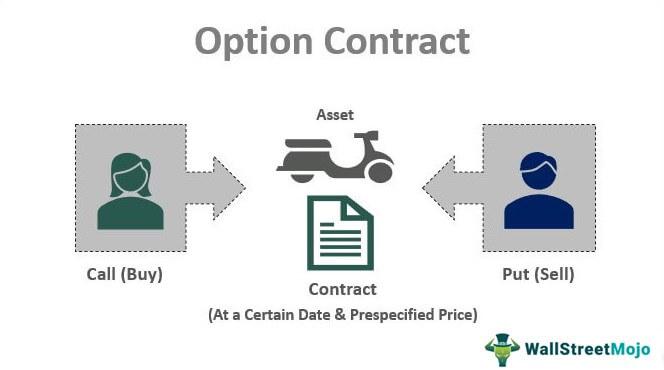 Option Contract
Asset
Call (Buy)
Put (Sell)
Contract
(At a Certain Date & Prespecified Price)
WallStreetMojo